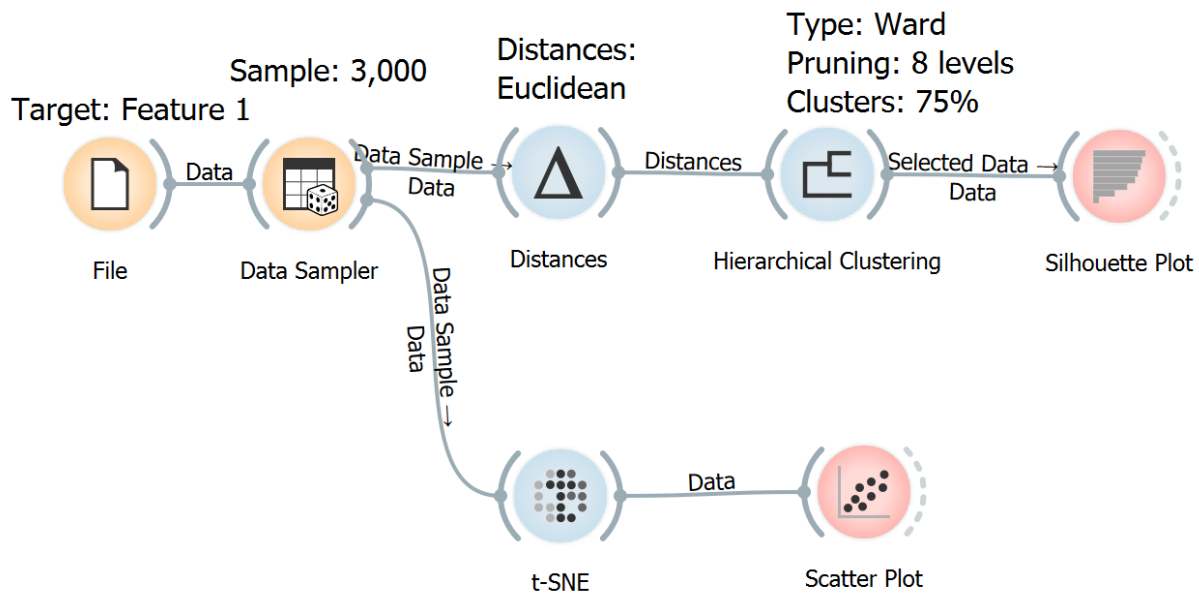 Target: Feature 1
Sample: 3,000
Distances:
Euclidean
Type: Ward
Pruning: 8 levels
Clusters: 75%
Data
Data Sample →
Data
Distances
Selected Data →
Data
File
Data Sampler
Distances
Hierarchical Clustering
Silhouette Plot
Data Sample →
Data
Data
t-SNE
Scatter Plot